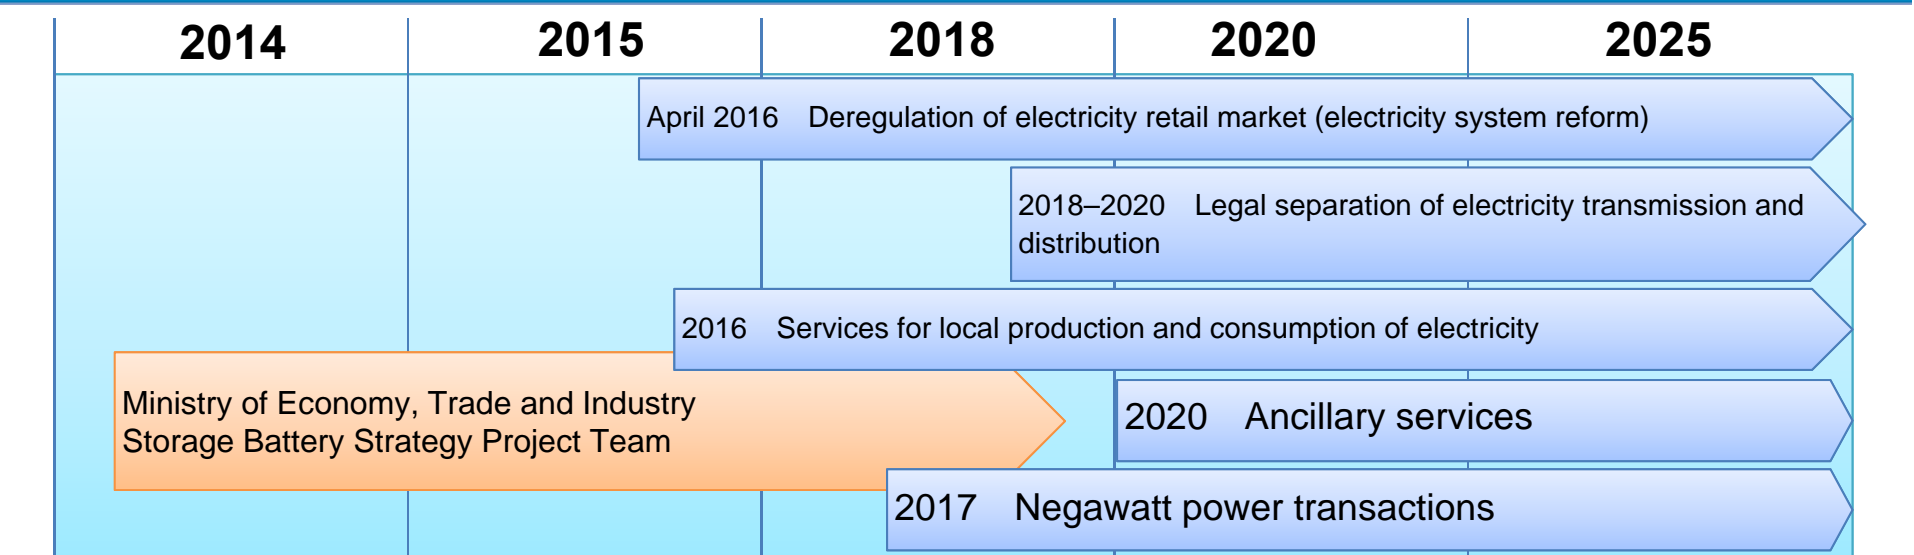 2014 2015 2018 2020 2025
April 2016 Deregulation of electricity retail market (electricity system reform)
2018–2020 Legal separation of electricity transmission and
distribution
2016 Services for local production and consumption of electricity
Ministry of Economy, Trade and Industry
Storage Battery Strategy Project Team
2020 Ancillary services
2017 Negawatt power transactions